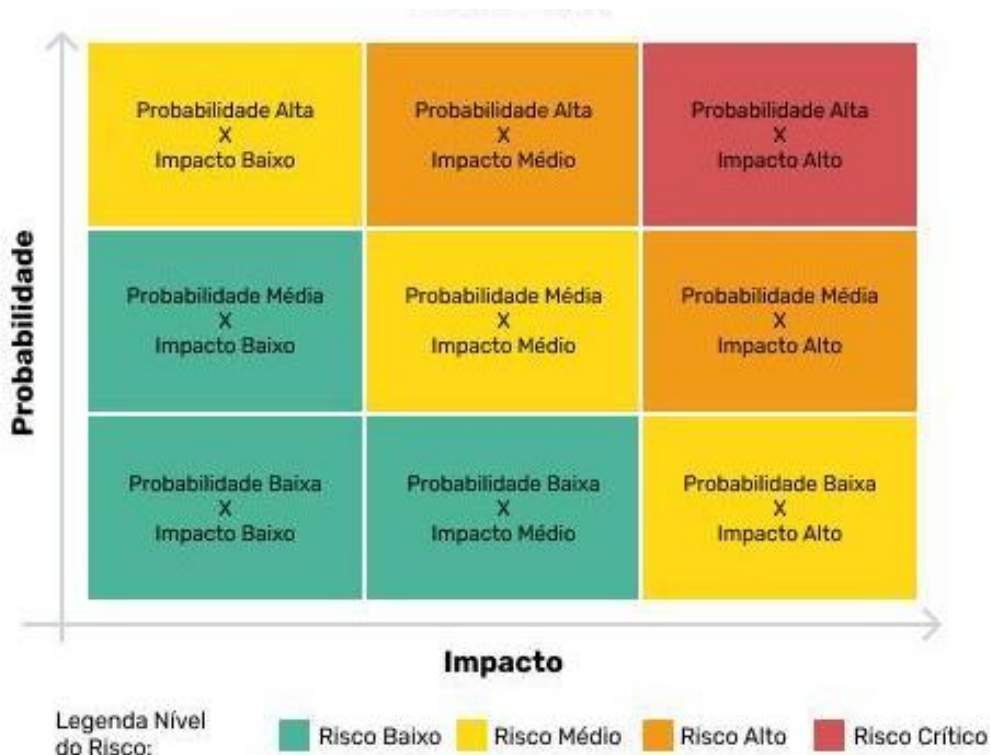 Probabilidade Alta
X
Impacto Baixo
Probabilidade Alta
X
Impacto Médio
Probabilidade Alta
X
Impacto Alto
Probabilidade Média
X
Impacto Baixo
Probabilidade Média
X
Impacto Médio
Probabilidade Média
X
Impacto Alto
Probabilidade Baixa
X
Impacto Baixo
Probabilidade Baixa
X
Impacto Médio
Probabilidade Baixa
X
Impacto Alto
Probabilidade
Impacto
Legenda Nível
do Risco:
Risco Baixo
Risco Médio
Risco Alto
Risco Crítico